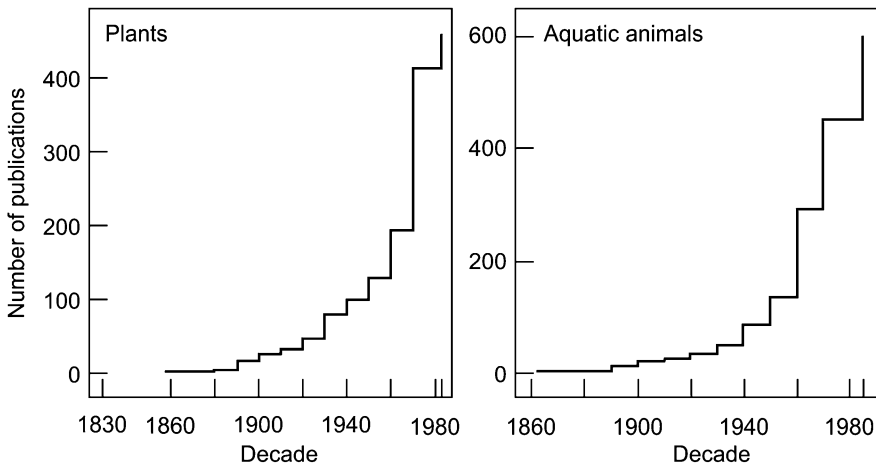 Plants
Number of publications
400
300
200
100
0
1830 1860 1900 1940 1980
Decade
Aquatic animals
600
400
200
0
1860 1900 1940 1980
Decade